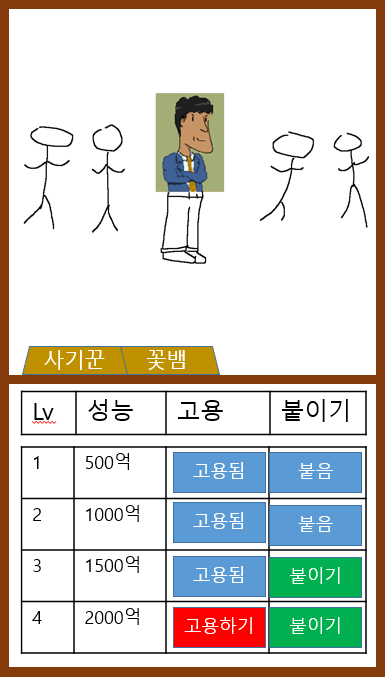 사기꾼 꽃뱀
Lv 성능 고용 붙이기
1 500억 고용됨 붙음
2 1000억 고용됨 붙음
3 1500억 고용됨 붙이기
4 2000억 고용하기 붙이기